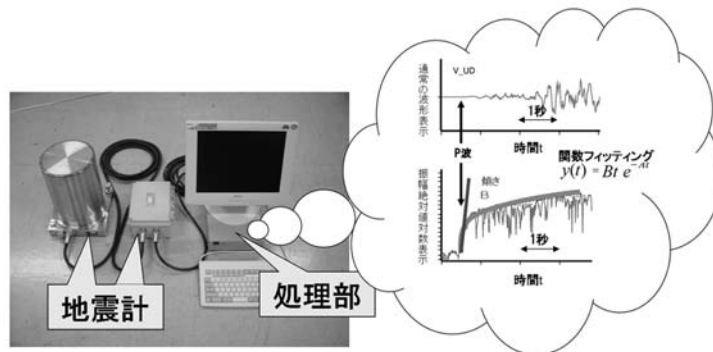 地震計
処理部
通常の波形表示
V_UD
1秒
P波
時間t
関数フィッティング
y(t) = Bt e^{-At}
振幅絶対値対数表示
傾き
B
1秒
時間t